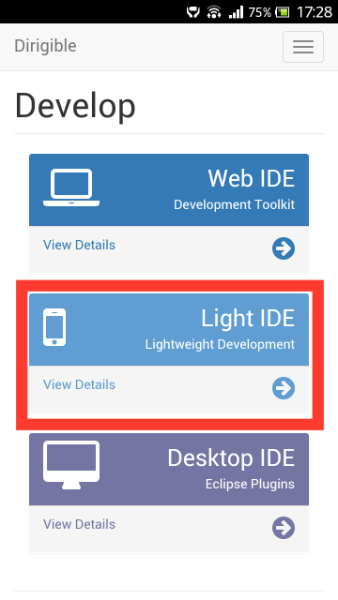 75% 17:28
Dirigible
Develop
Web IDE
Development Toolkit
View Details
Light IDE
Lightweight Development
View Details
Desktop IDE
Eclipse Plugins
View Details